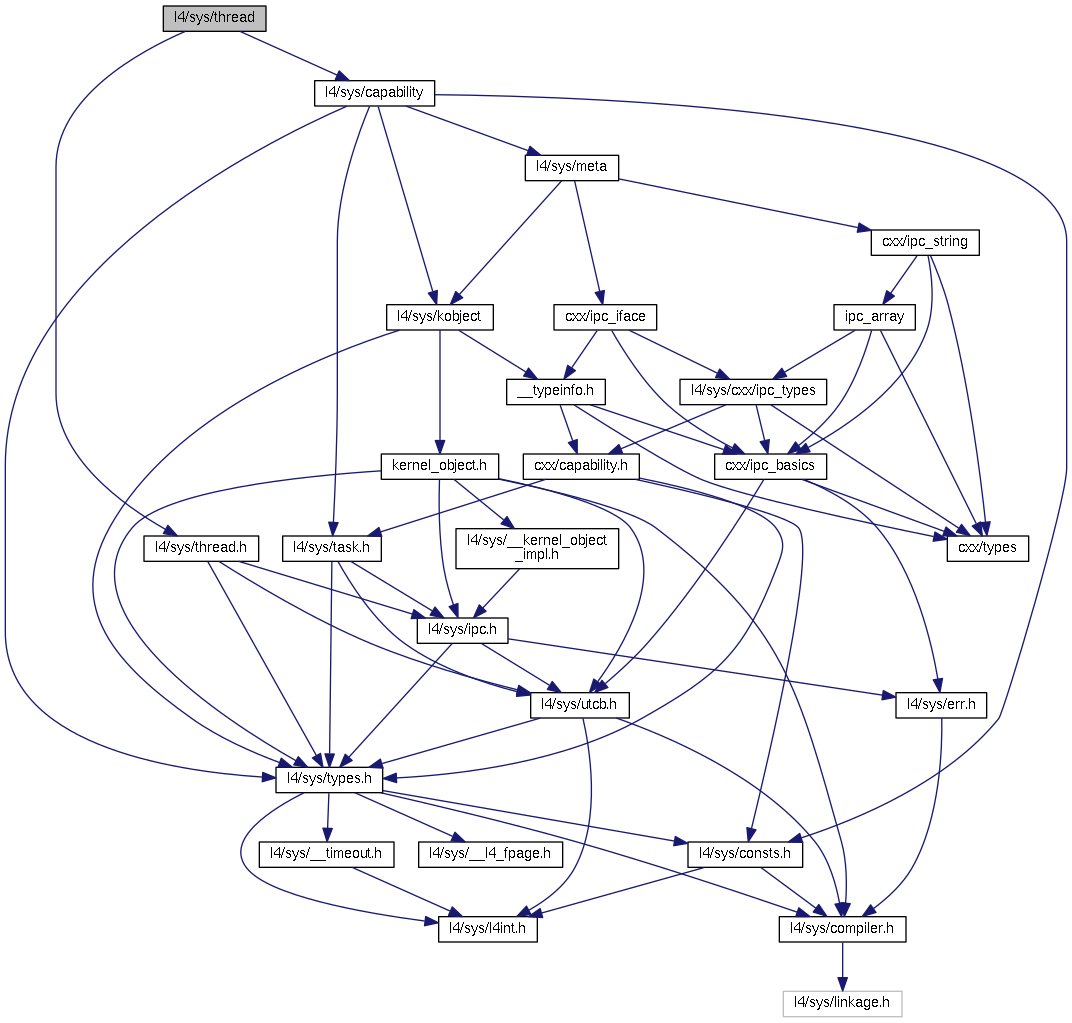 l4/sys/thread
l4/sys/capability
l4/sys/meta
cxx/ipc_string
l4/sys/kobject
cxx/ipc_iface
ipc_array
__typeinfo.h
l4/sys/cxx/ipc_types
kernel_object.h
cxx/capability.h
cxx/ipc_basics
l4/sys/thread.h
l4/sys/task.h
l4/sys/__kernel_object
_impl.h
cxx/types
l4/sys/ipc.h
l4/sys/utcb.h
l4/sys/err.h
l4/sys/types.h
l4/sys/__timeout.h
l4/sys/__l4_fpage.h
l4/sys/consts.h
l4/sys/l4int.h
l4/sys/compiler.h
l4/sys/linkage.h